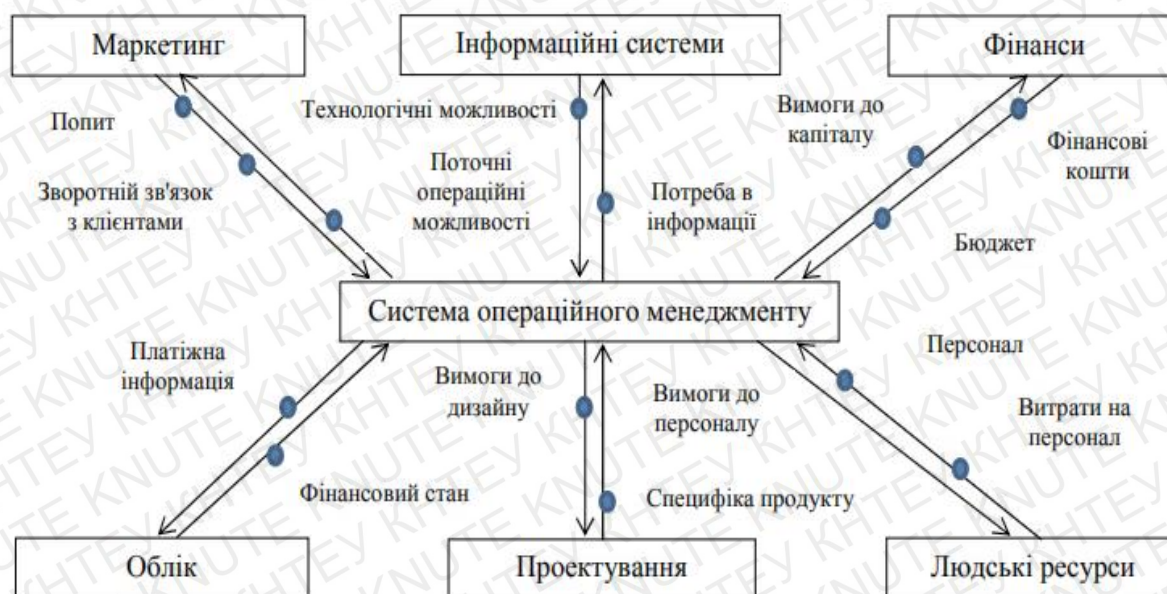 Маркетинг
Інформаційні системи
Фінанси
Попит
Зворотній зв'язок
з клієнтами
Технологічні можливості
Поточні
операційні
можливості
Потреба в
інформації
Вимоги до
капіталу
Фінансові
кошти
Бюджет
Система операційного менеджменту
Платіжна
інформація
Фінансовий стан
Вимоги до
дизайну
Вимоги до
персоналу
Специфіка продукту
Персонал
Витрати на
персонал
Облік
Проектування
Людські ресурси
KNUTE КНТЕУ